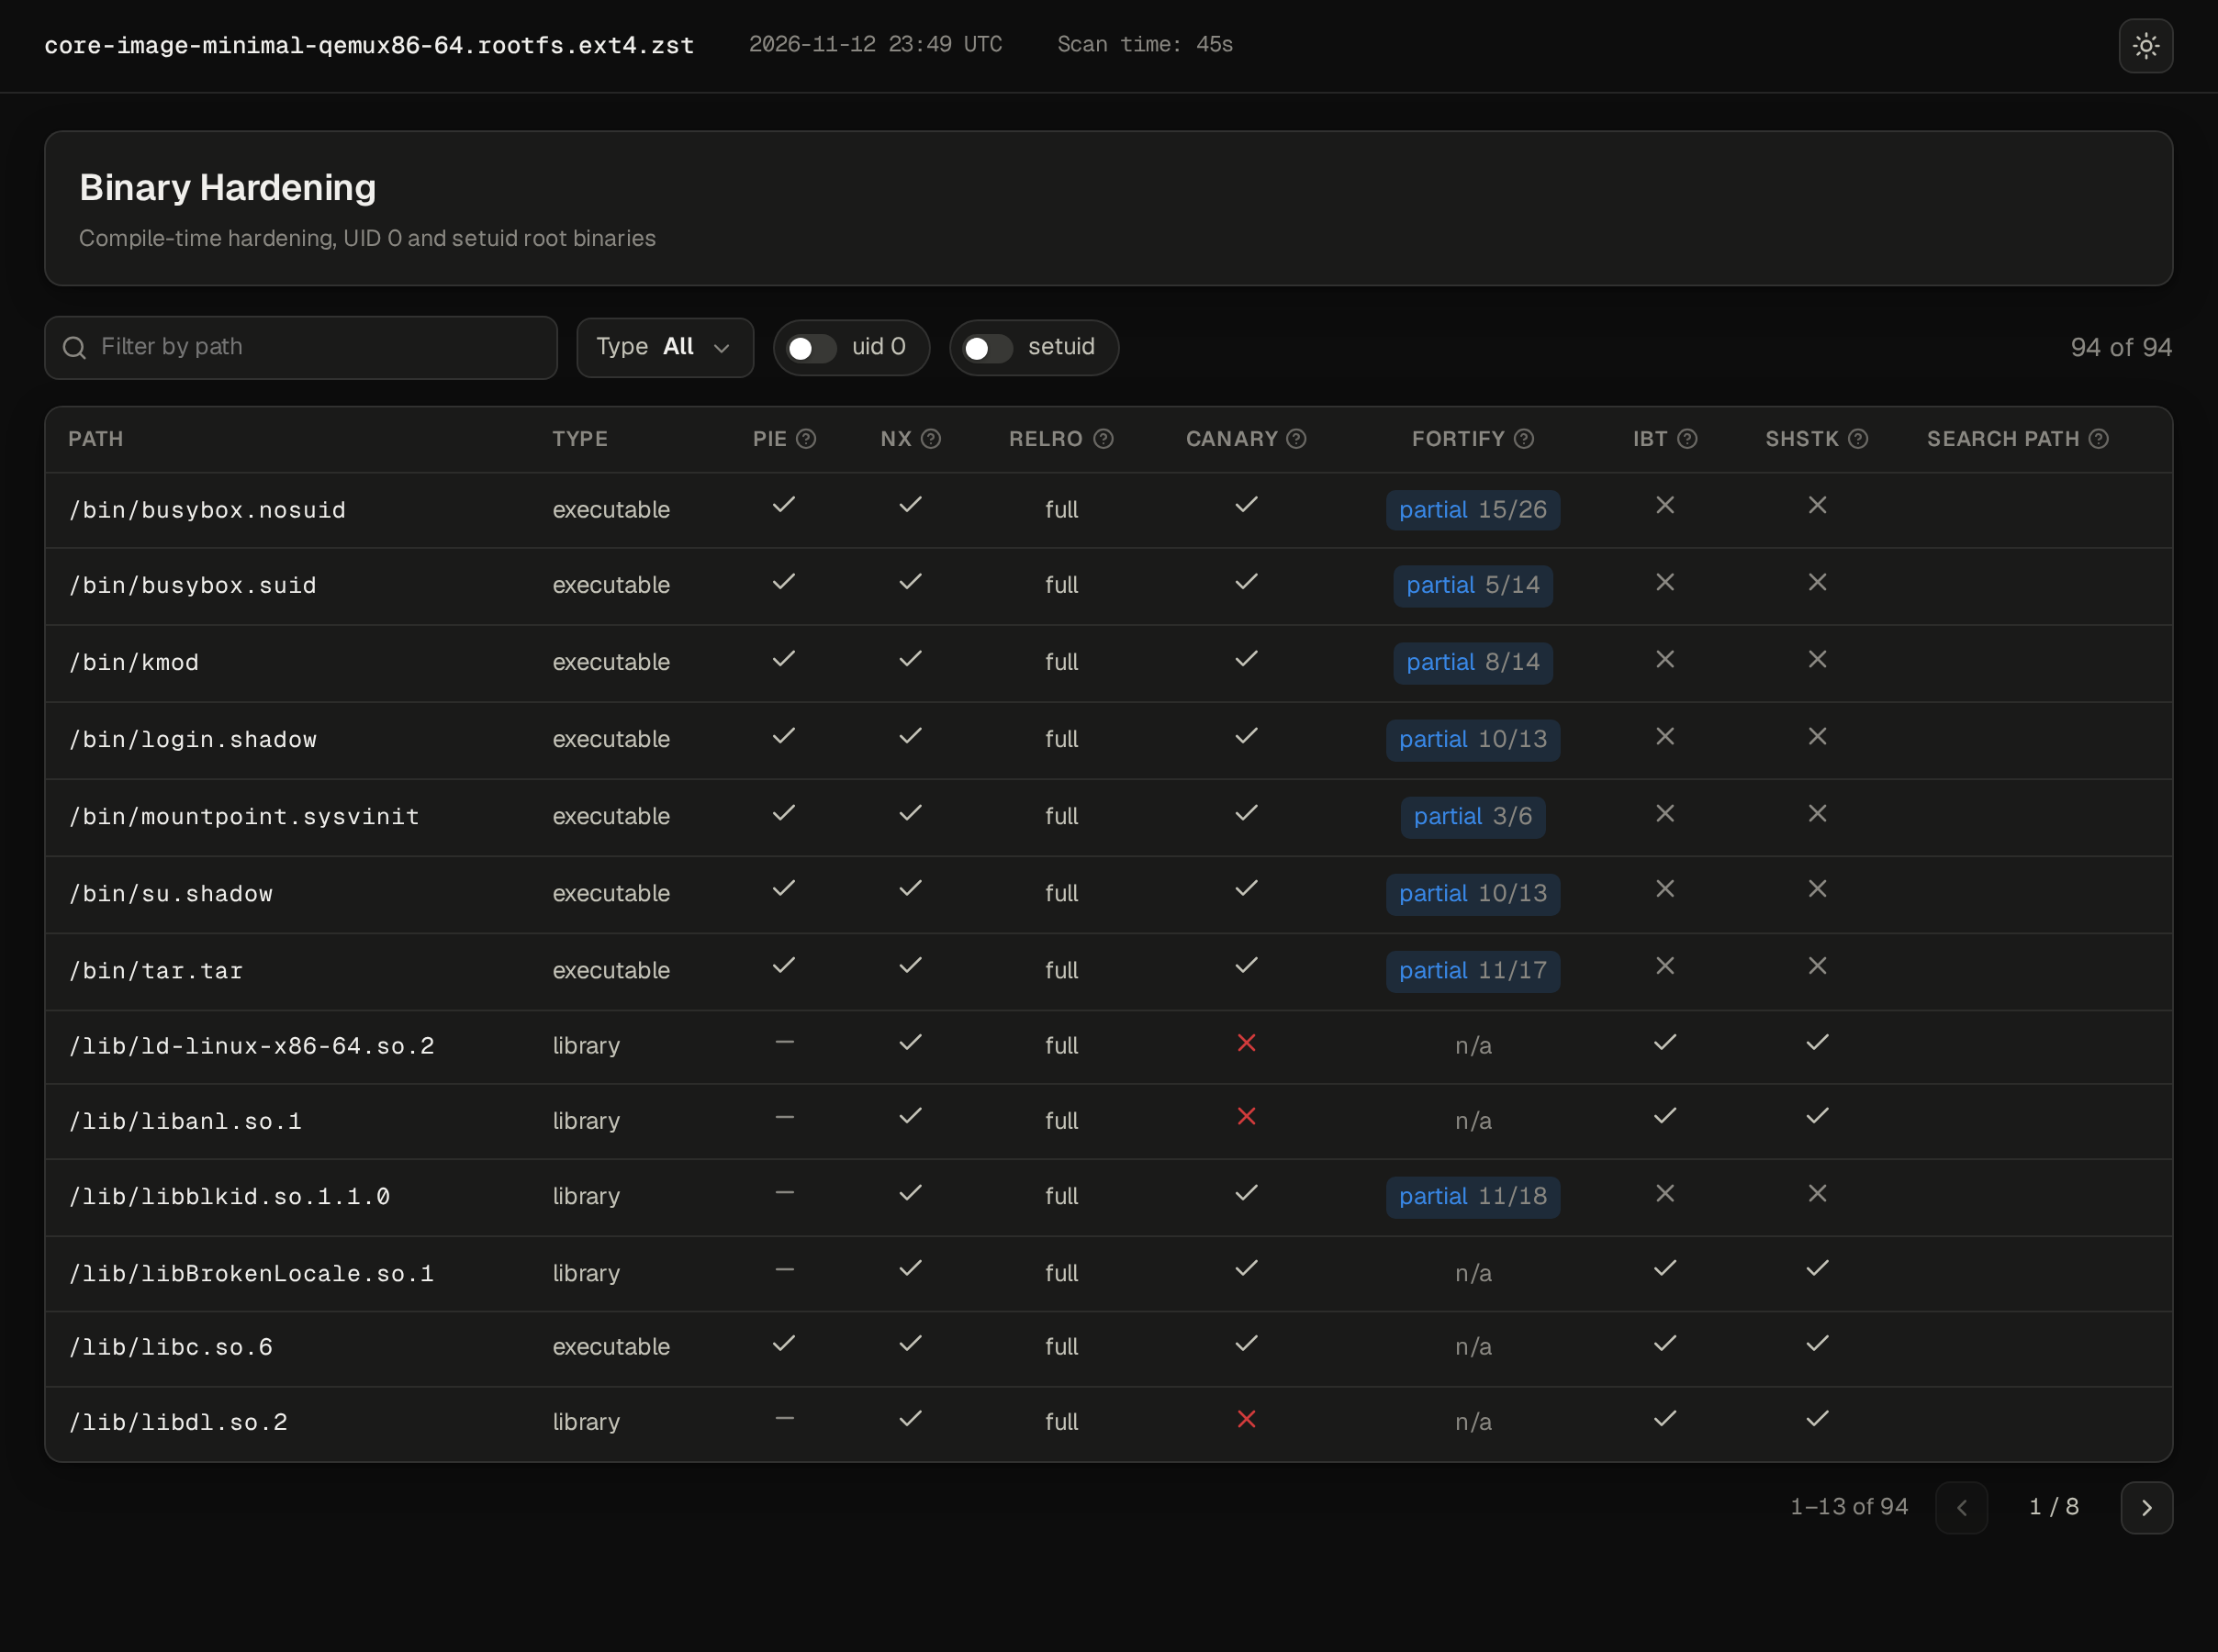 core-image-minimal-qemux86-64.rootfs.ext4.zst 2026-11-12 23:49 UTC Scan time: 45s
Binary Hardening
Compile-time hardening, UID 0 and setuid root binaries
Filter by path Type All uid 0 setuid 94 of 94
PATH TYPE PIE ? NX ? RELRO ? CANARY ? FORTIFY ? IBT ? SHSTK ? SEARCH PATH ?
/bin/busybox.nosuid executable ✓ ✓ full ✓ partial 15/26 ✕ ✕
/bin/busybox.suid executable ✓ ✓ full ✓ partial 5/14 ✕ ✕
/bin/kmod executable ✓ ✓ full ✓ partial 8/14 ✕ ✕
/bin/login.shadow executable ✓ ✓ full ✓ partial 10/13 ✕ ✕
/bin/mountpoint.sysvinit executable ✓ ✓ full ✓ partial 3/6 ✕ ✕
/bin/su.shadow executable ✓ ✓ full ✓ partial 10/13 ✕ ✕
/bin/tar.tar executable ✓ ✓ full ✓ partial 11/17 ✕ ✕
/lib/ld-linux-x86-64.so.2 library — ✓ full ✕ n/a ✓ ✓
/lib/libanl.so.1 library — ✓ full ✕ n/a ✓ ✓
/lib/libblkid.so.1.1.0 library — ✓ full ✓ partial 11/18 ✕ ✕
/lib/libBrokenLocale.so.1 library — ✓ full ✓ n/a ✓ ✓
/lib/libc.so.6 executable ✓ ✓ full ✓ n/a ✓ ✓
/lib/libdl.so.2 library — ✓ full ✕ n/a ✓ ✓
1–13 of 94 1 / 8